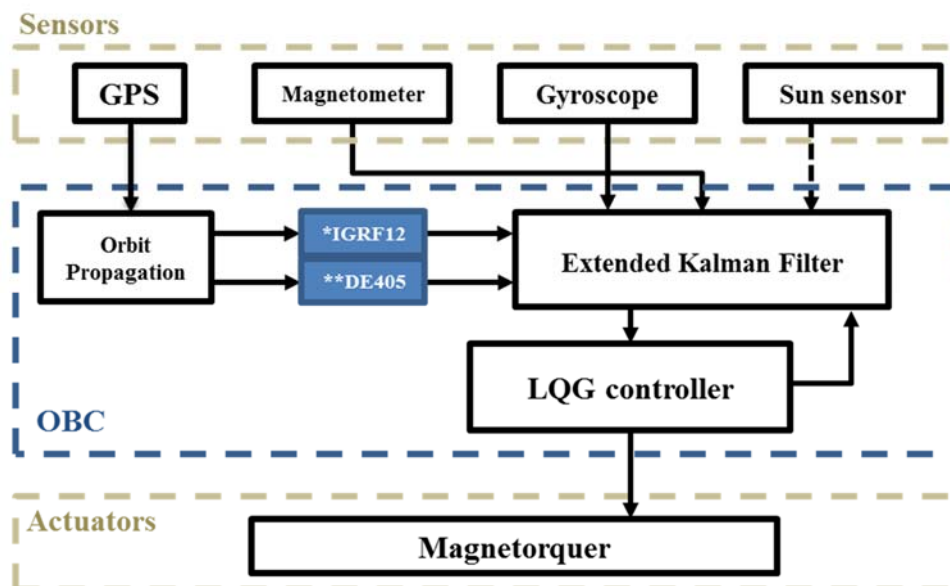 Sensors
GPS
Magnetometer
Gyroscope
Sun sensor
Orbit
Propagation
*IGRF12
**DE405
Extended Kalman Filter
LQG controller
OBC
Actuators
Magnetorquer